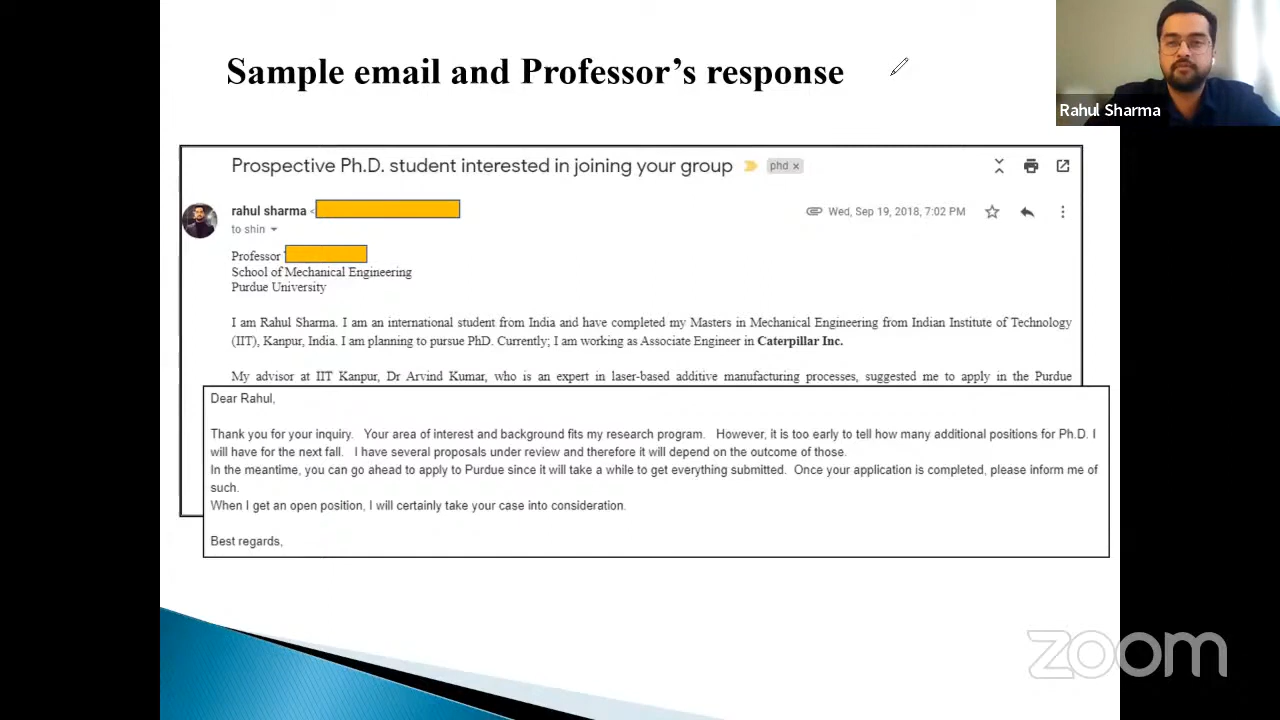 Sample email and Professor's response
Rahul Sharma
Prospective Ph.D. student interested in joining your group
phd ×
rahul sharma <
Wed, Sep 19, 2018, 7:02 PM
to shin
Professor
School of Mechanical Engineering
Purdue University
I am Rahul Sharma. I am an international student from India and have completed my Masters in Mechanical Engineering from Indian Institute of Technology
(IIT), Kanpur, India. I am planning to pursue PhD. Currently; I am working as Associate Engineer in Caterpillar Inc.
My advisor at IIT Kanpur, Dr Arvind Kumar, who is an expert in laser-based additive manufacturing processes, suggested me to apply in the Purdue
Dear Rahul,
Thank you for your inquiry. Your area of interest and background fits my research program. However, it is too early to tell how many additional positions for Ph.D. I
will have for the next fall. I have several proposals under review and therefore it will depend on the outcome of those.
In the meantime, you can go ahead to apply to Purdue since it will take a while to get everything submitted. Once your application is completed, please inform me of
such.
When I get an open position, I will certainly take your case into consideration.
Best regards,
zoom